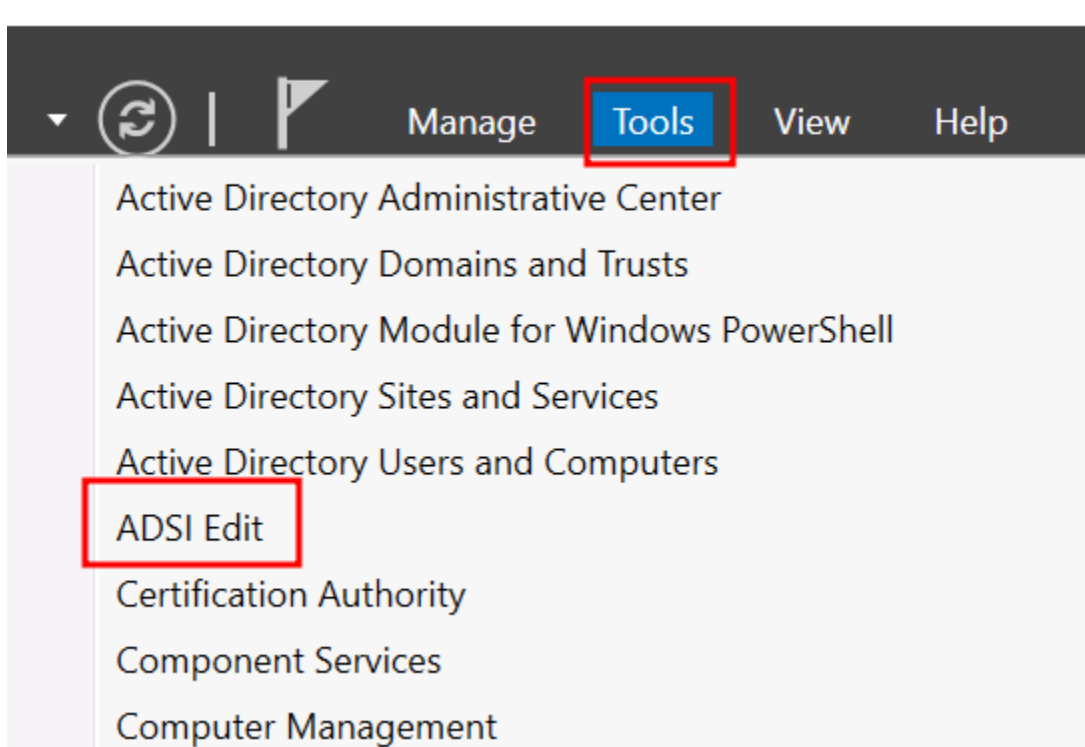 Manage Tools View Help
Active Directory Administrative Center
Active Directory Domains and Trusts
Active Directory Module for Windows PowerShell
Active Directory Sites and Services
Active Directory Users and Computers
ADSI Edit
Certification Authority
Component Services
Computer Management